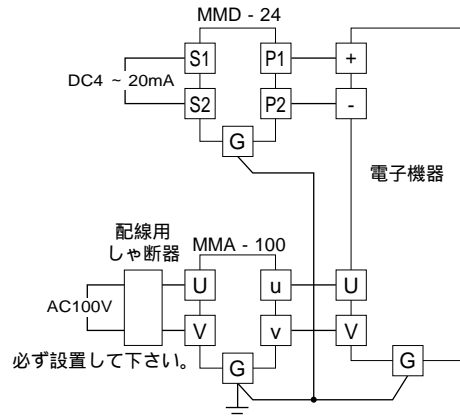 MMD - 24
S1
P1
+
DC4 ~ 20mA
S2
P2
-
G
電子機器
配線用
しゃ断器
MMA - 100
U
u
U
AC100V
V
v
V
必ず設置して下さい。
G
G